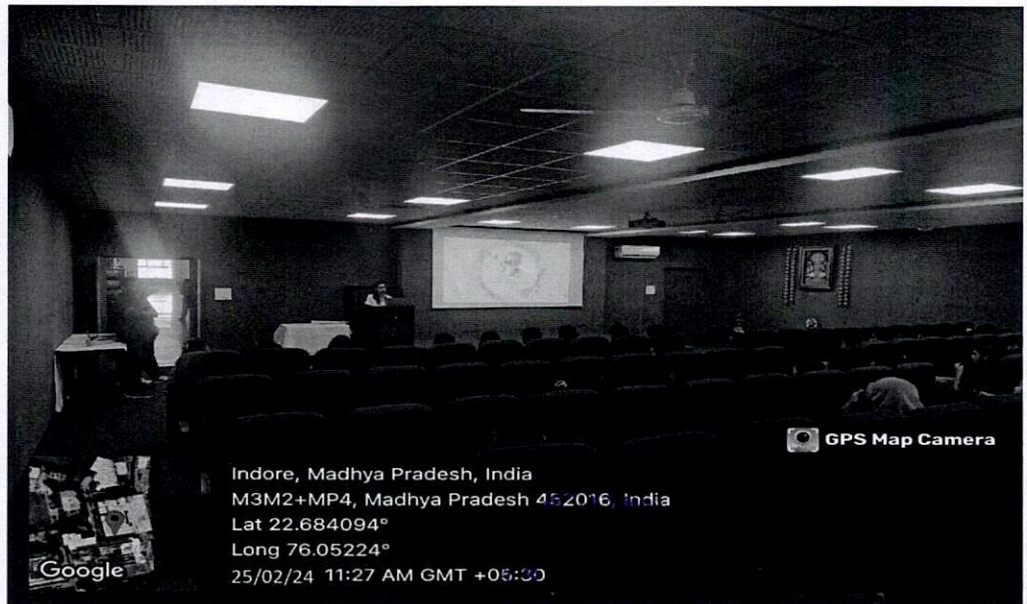 GPS Map Camera
Indore, Madhya Pradesh, India
M3M2+MP4, Madhya Pradesh 452016, India
Lat 22.684094°
Long 76.05224°
25/02/24 11:27 AM GMT +05:30
Google